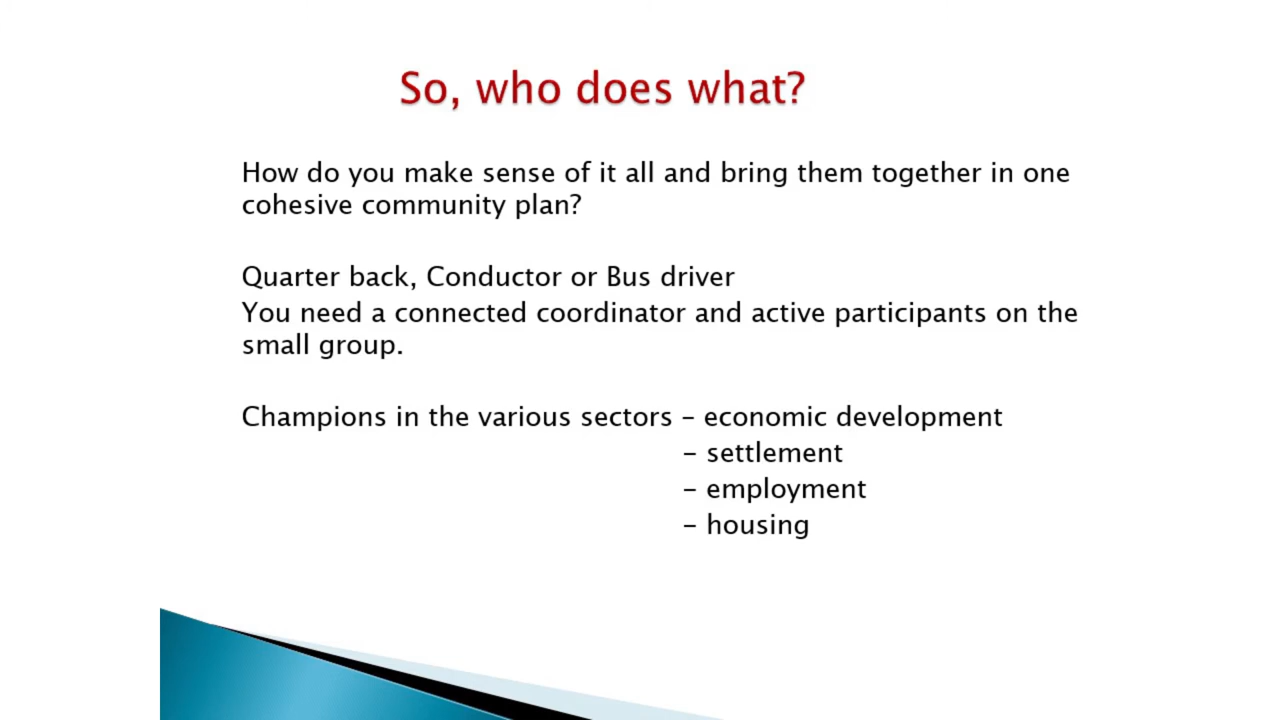 So, who does what?
How do you make sense of it all and bring them together in one
cohesive community plan?
Quarter back, Conductor or Bus driver
You need a connected coordinator and active participants on the
small group.
Champions in the various sectors – economic development
– settlement
– employment
– housing